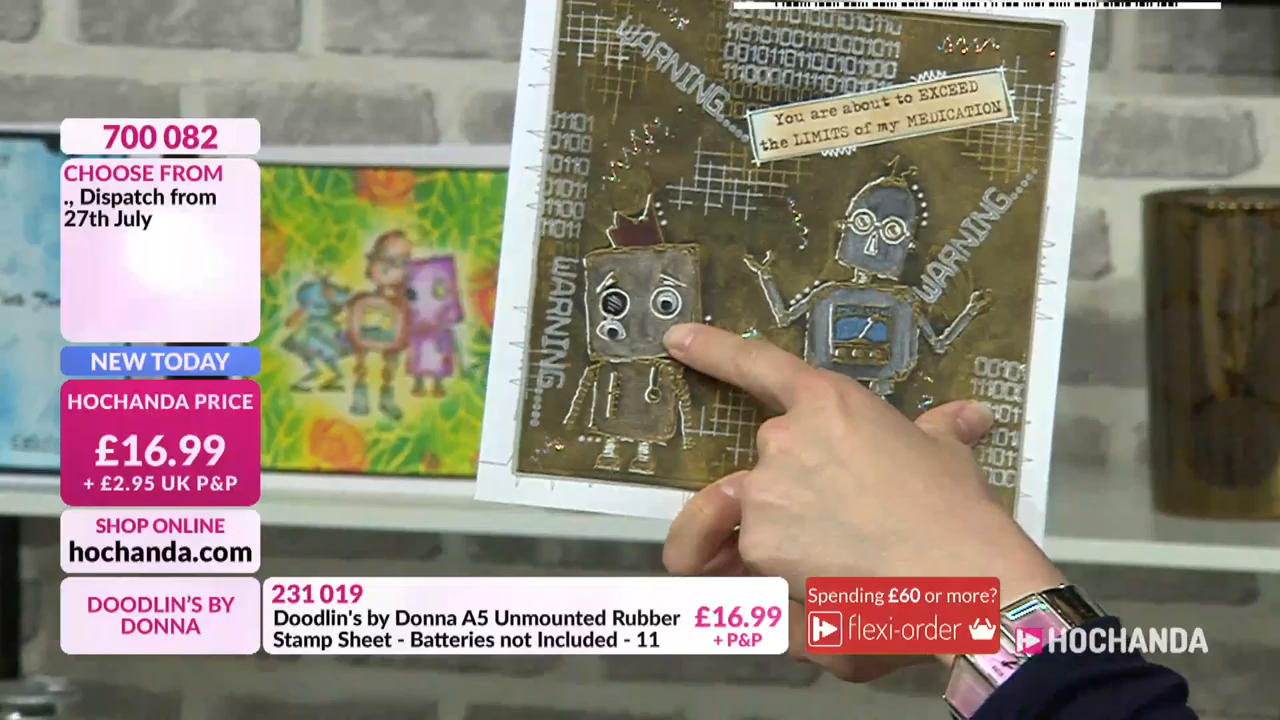 700 082
CHOOSE FROM
., Dispatch from
27th July
NEW TODAY
HOCHANDA PRICE
£16.99
+ £2.95 UK P&P
SHOP ONLINE
hochanda.com
DOODLIN'S BY
DONNA
231 019
Doodlin's by Donna A5 Unmounted Rubber
Stamp Sheet - Batteries not Included - 11
£16.99
+ P&P
Spending £60 or more?
flexi-order
HOCHANDA
WARNING....
You are about to EXCEED
the LIMITS of my MEDICATION
WARNING....
WARNING....